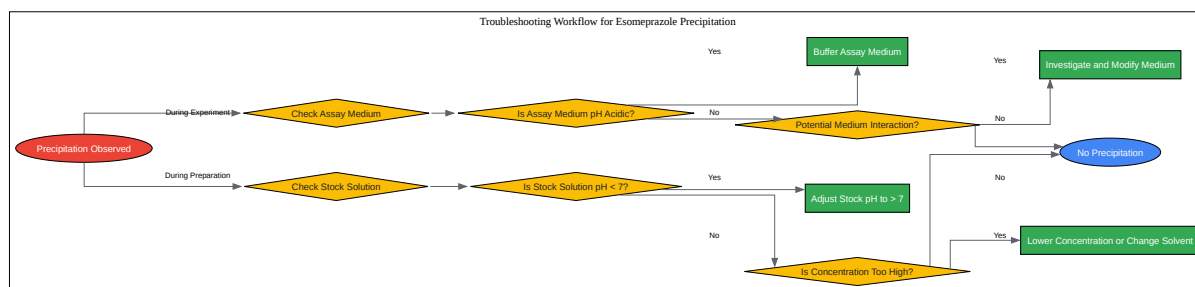 Troubleshooting Workflow for Esomeprazole Precipitation
Yes
Buffer Assay Medium
Yes
Investigate and Modify Medium
During Experiment
Check Assay Medium
Is Assay Medium pH Acidic?
No
Potential Medium Interaction?
No
Precipitation Observed
No Precipitation
During Preparation
Check Stock Solution
Is Stock Solution pH < 7?
Yes
Adjust Stock pH to > 7
No
No
Yes
Lower Concentration or Change Solvent
Is Concentration Too High?